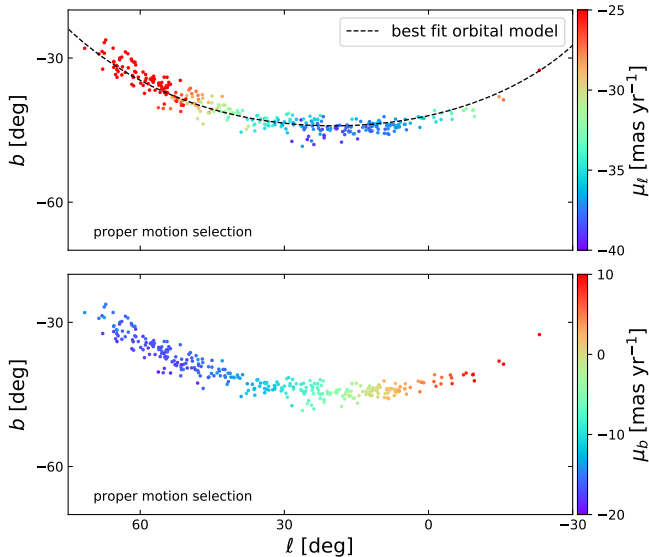 best fit orbital model
−30
−60
b [deg]
proper motion selection
−25
−30
−35
−40
μℓ [mas yr⁻¹]
−30
−60
b [deg]
proper motion selection
60
30
0
−30
ℓ [deg]
10
0
−10
−20
μb [mas yr⁻¹]